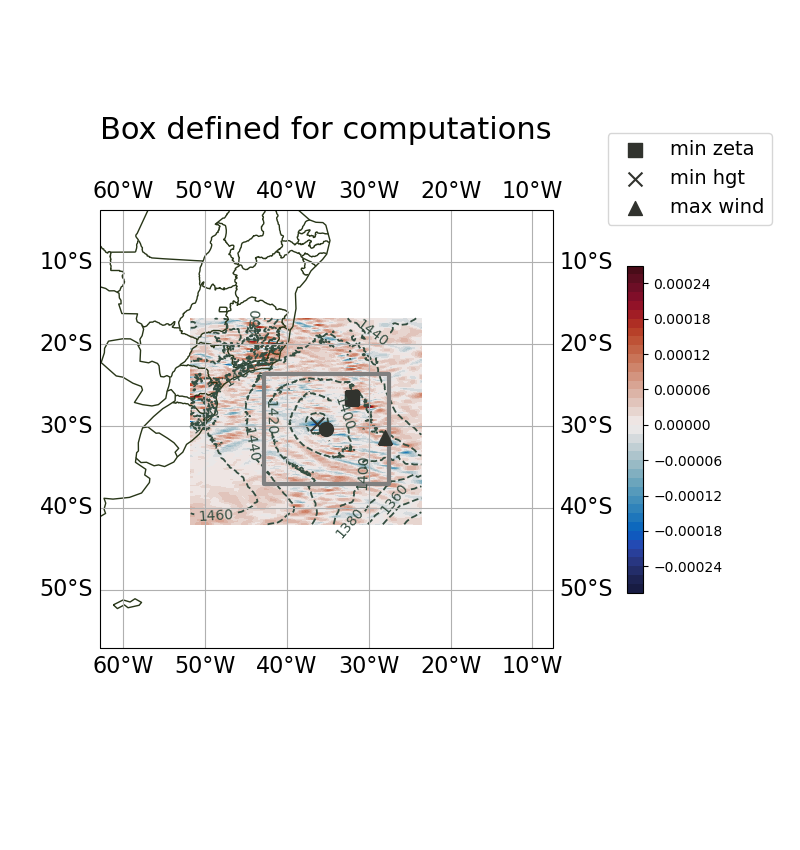 Box defined for computations
min zeta
min hgt
max wind
60°W 50°W 40°W 30°W 20°W 10°W
10°S 10°S
20°S 20°S
30°S 30°S
40°S 40°S
50°S 50°S
60°W 50°W 40°W 30°W 20°W 10°W
1440
1420
1400
1440
1400
1360
1460
1380
0.00024
0.00018
0.00012
0.00006
0.00000
−0.00006
−0.00012
−0.00018
−0.00024